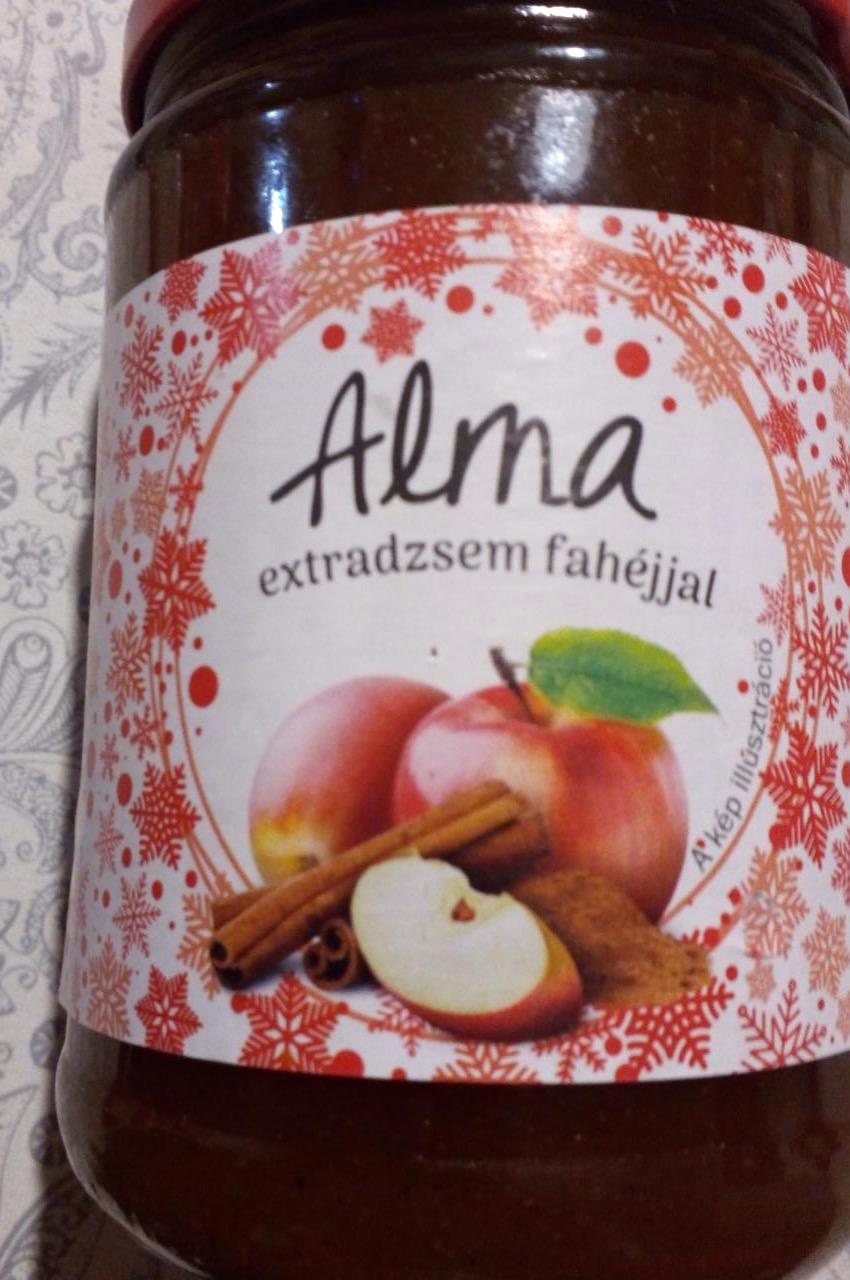 Alma
extradzsem fahéjjal
A kép illusztráció